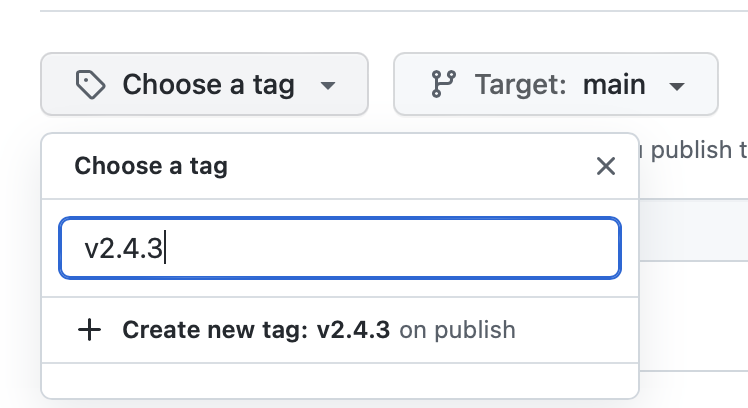 Choose a tag
Target: main
publish t
Choose a tag
v2.4.3
Create new tag: v2.4.3 on publish